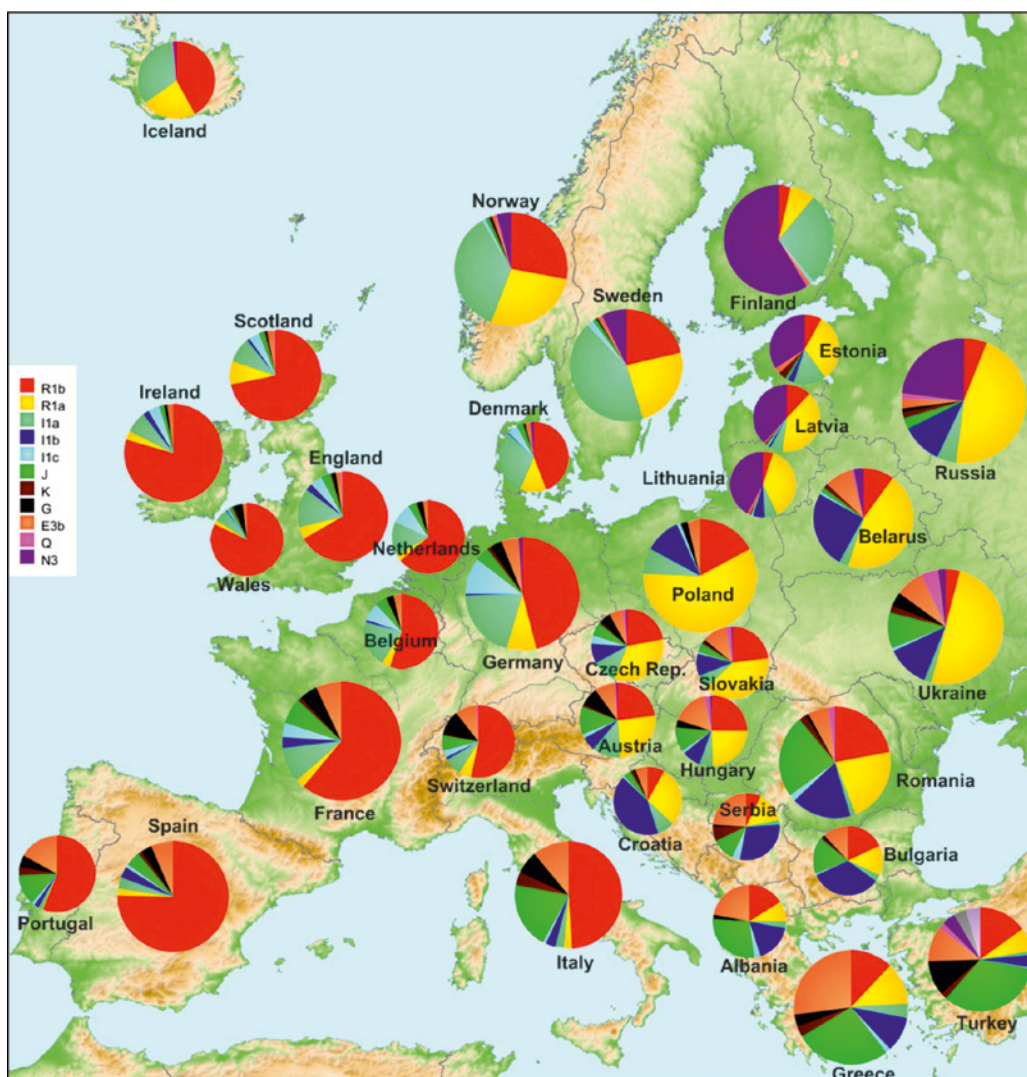 Iceland
Norway
Sweden
Finland
Scotland
Estonia
Ireland
Denmark
Latvia
R1b
R1a
I1a
I1b
I1c
J
K
G
E3b
Q
N3
England
Lithuania
Russia
Netherlands
Belarus
Wales
Poland
Belgium
Germany
Czech Rep.
Slovakia
Ukraine
Austria
Hungary
Switzerland
Romania
France
Serbia
Croatia
Spain
Bulgaria
Portugal
Italy
Albania
Turkey
Greece